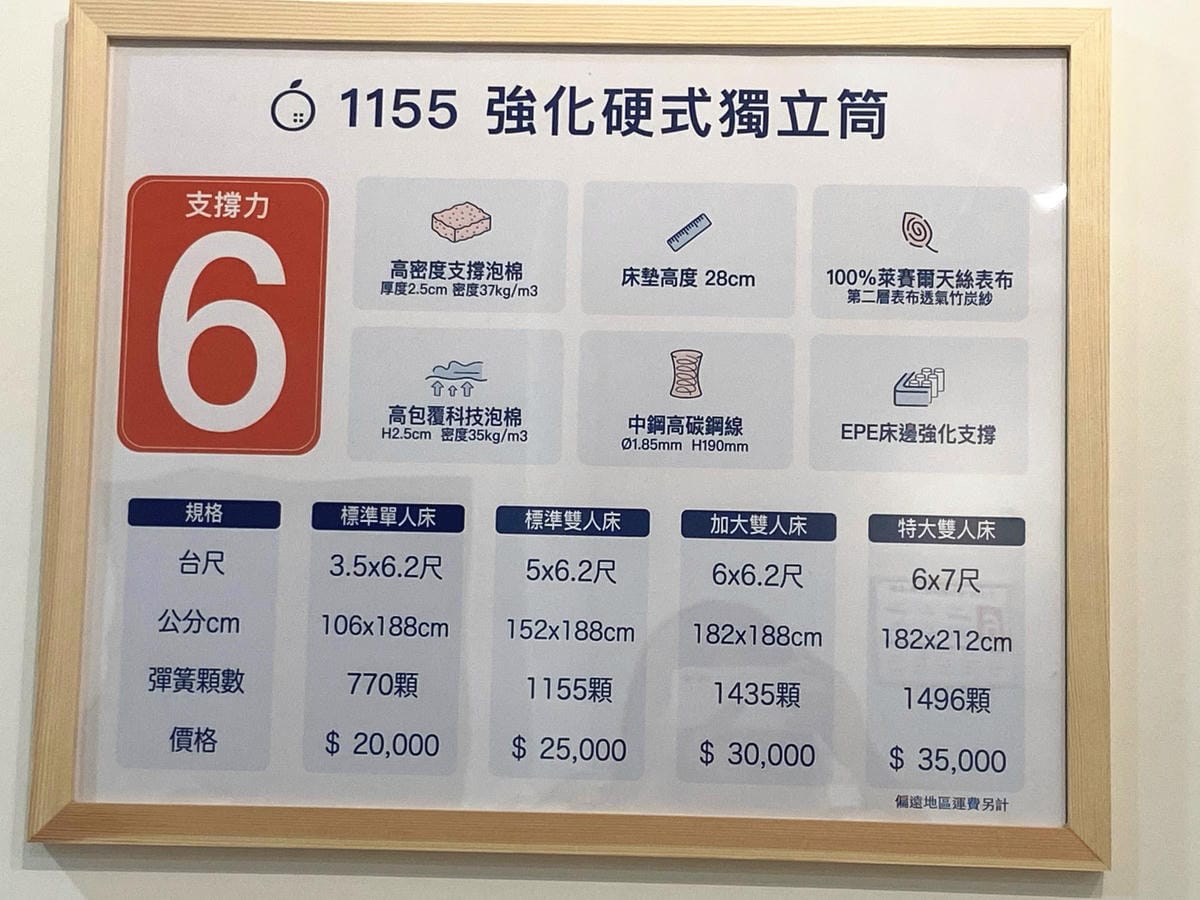 1155 強化硬式獨立筒
支撐力
6
高密度支撐泡棉
厚度2.5cm 密度37kg/m3
床墊高度 28cm
100%萊賽爾天絲表布
第二層表布透氣竹炭紗
高包覆科技泡棉
H2.5cm 密度35kg/m3
中鋼高碳鋼線
Ø1.85mm H190mm
EPE床邊強化支撐
規格 標準單人床 標準雙人床 加大雙人床 特大雙人床
台尺 3.5x6.2尺 5x6.2尺 6x6.2尺 6x7尺
公分cm 106x188cm 152x188cm 182x188cm 182x212cm
彈簧顆數 770顆 1155顆 1435顆 1496顆
價格 $ 20,000 $ 25,000 $ 30,000 $ 35,000
偏遠地區運費另計